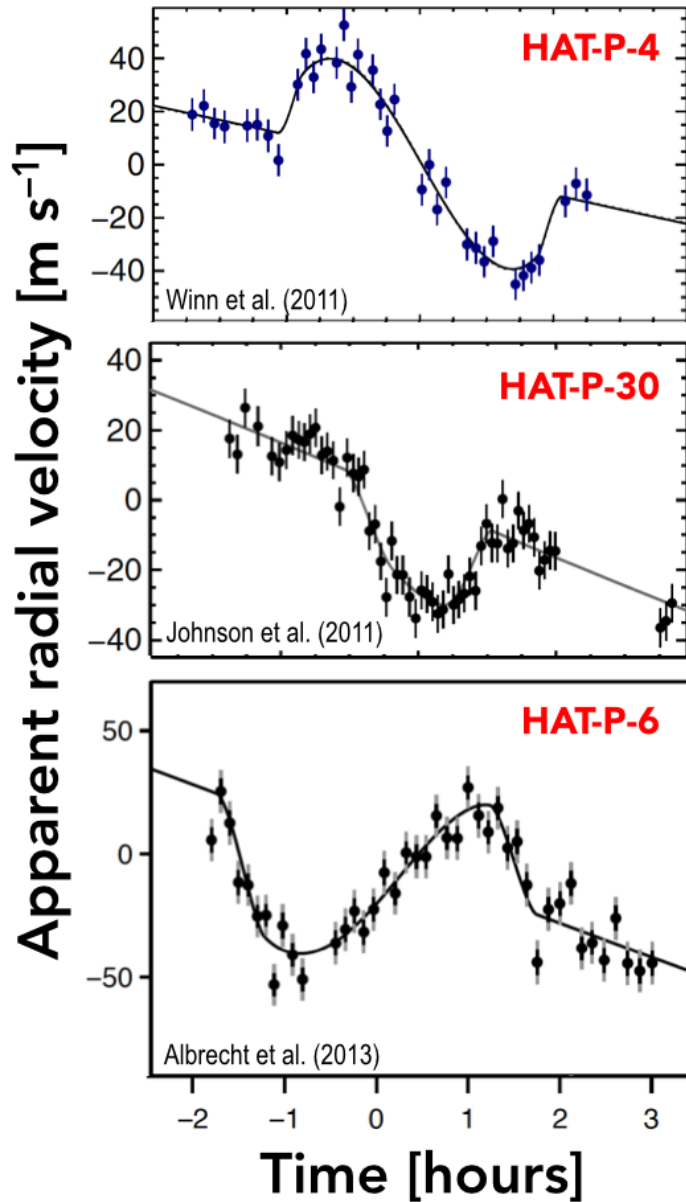 Apparent radial velocity [m s⁻¹]
HAT-P-4
40
20
0
−20
−40
Winn et al. (2011)
HAT-P-30
40
20
0
−20
−40
Johnson et al. (2011)
HAT-P-6
50
0
−50
Albrecht et al. (2013)
−2 −1 0 1 2 3
Time [hours]